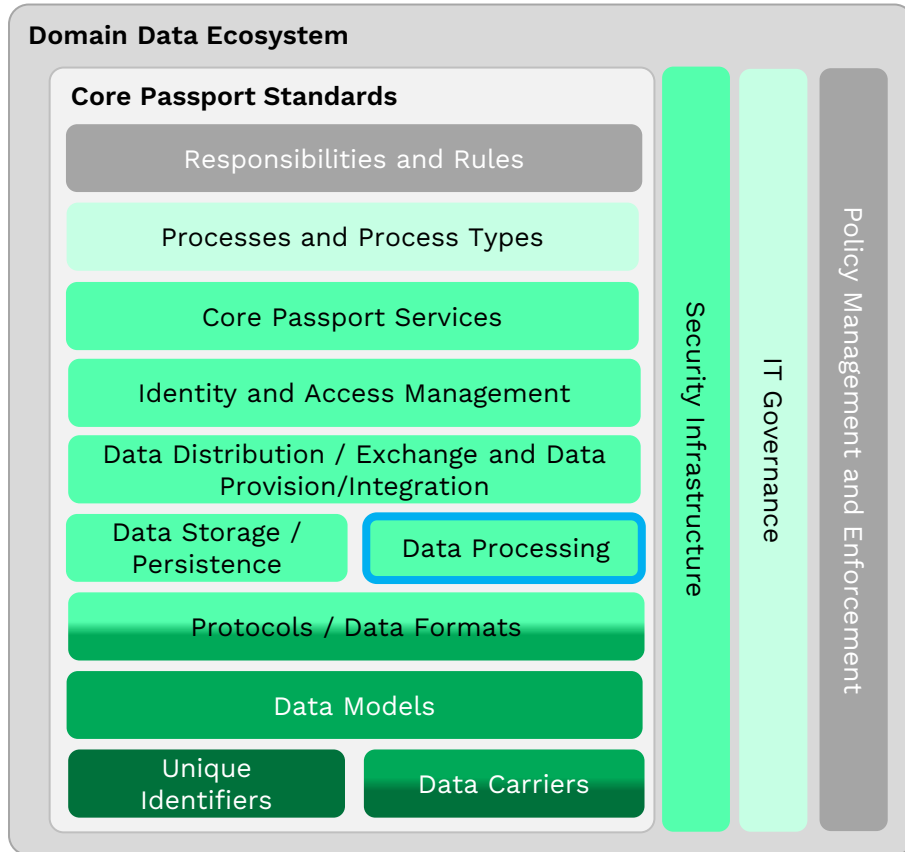 Domain Data Ecosystem
Core Passport Standards
Responsibilities and Rules
Processes and Process Types
Core Passport Services
Identity and Access Management
Data Distribution / Exchange and Data
Provision/Integration
Data Storage /
Persistence
Data Processing
Protocols / Data Formats
Data Models
Unique
Identifiers
Data Carriers
Security Infrastructure
IT Governance
Policy Management and Enforcement